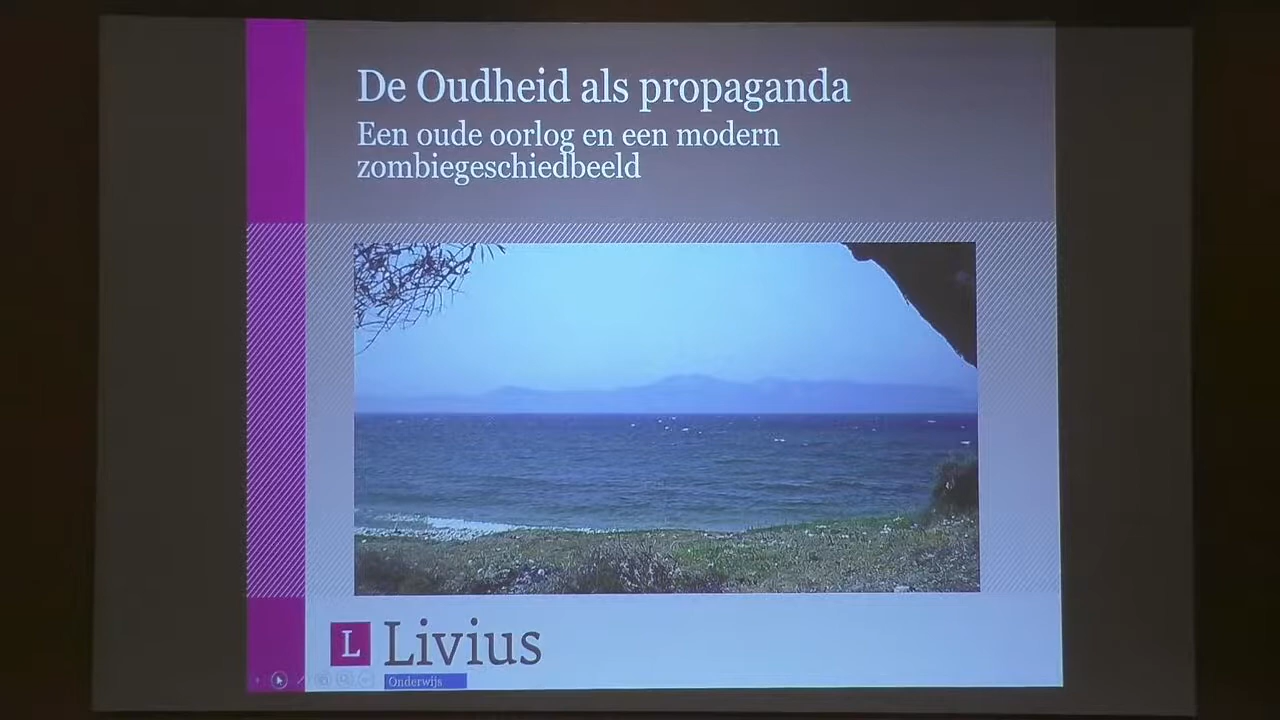 De Oudheid als propaganda
Een oude oorlog en een modern
zombiegeschiedbeeld
L Livius
Onderwijs